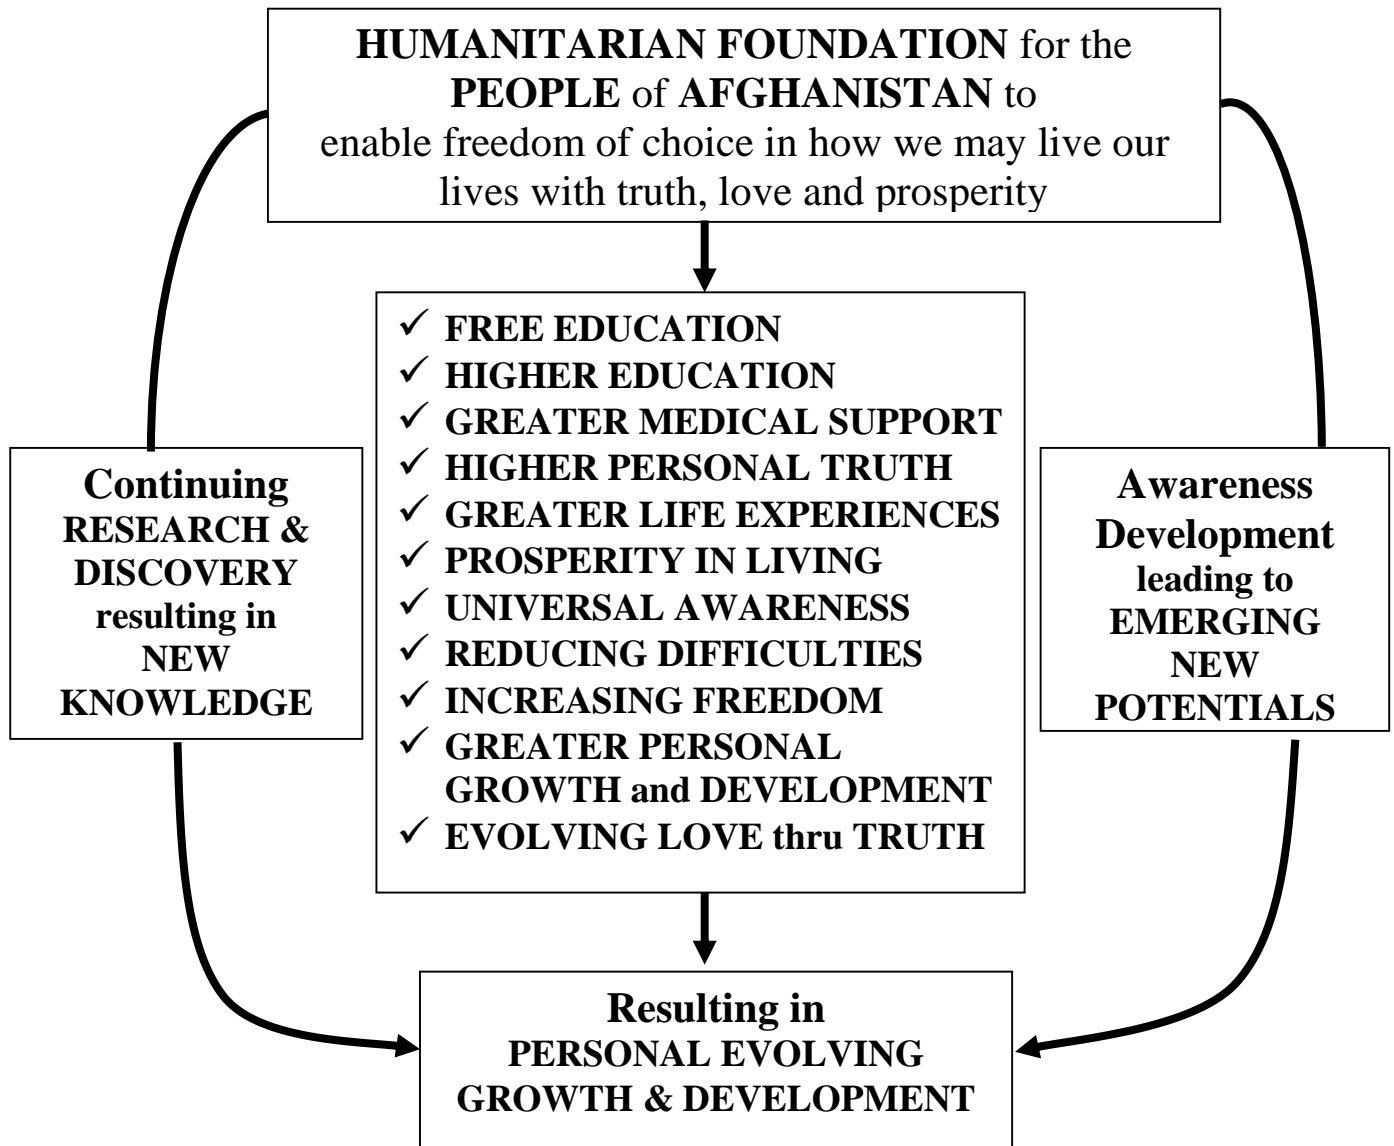 HUMANITARIAN FOUNDATION for the
PEOPLE of AFGHANISTAN to
enable freedom of choice in how we may live our
lives with truth, love and prosperity
✓ FREE EDUCATION
✓ HIGHER EDUCATION
✓ GREATER MEDICAL SUPPORT
✓ HIGHER PERSONAL TRUTH
✓ GREATER LIFE EXPERIENCES
✓ PROSPERITY IN LIVING
✓ UNIVERSAL AWARENESS
✓ REDUCING DIFFICULTIES
✓ INCREASING FREEDOM
✓ GREATER PERSONAL
GROWTH and DEVELOPMENT
✓ EVOLVING LOVE thru TRUTH
Continuing
RESEARCH &
DISCOVERY
resulting in
NEW
KNOWLEDGE
Awareness
Development
leading to
EMERGING
NEW
POTENTIALS
Resulting in
PERSONAL EVOLVING
GROWTH & DEVELOPMENT